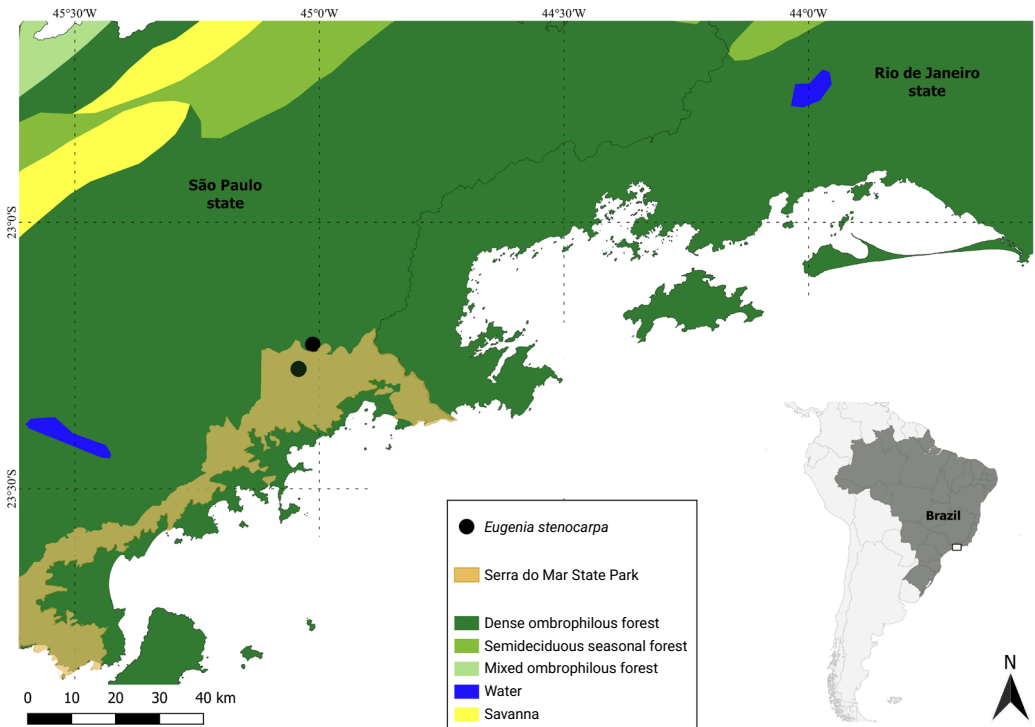 45°30'W 45°0'W 44°30'W 44°0'W
Rio de Janeiro
state
São Paulo
state
23°0'S
23°30'S
Brazil
Eugenia stenocarpa
Serra do Mar State Park
Dense ombrophilous forest
Semideciduous seasonal forest
Mixed ombrophilous forest
Water
Savanna
0 10 20 30 40 km
N